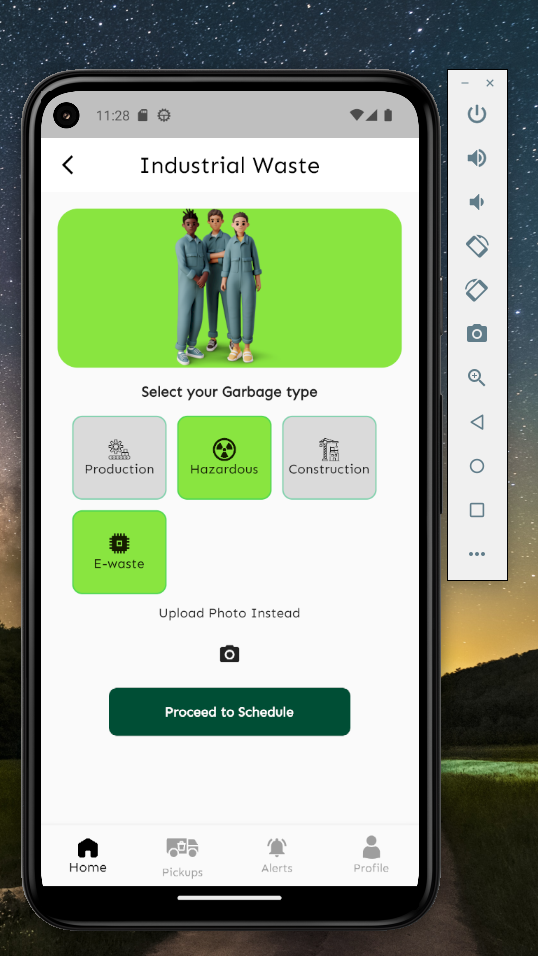 11:28
Industrial Waste
Select your Garbage type
Production
Hazardous
Construction
E-waste
Upload Photo Instead
Proceed to Schedule
Home
Pickups
Alerts
Profile